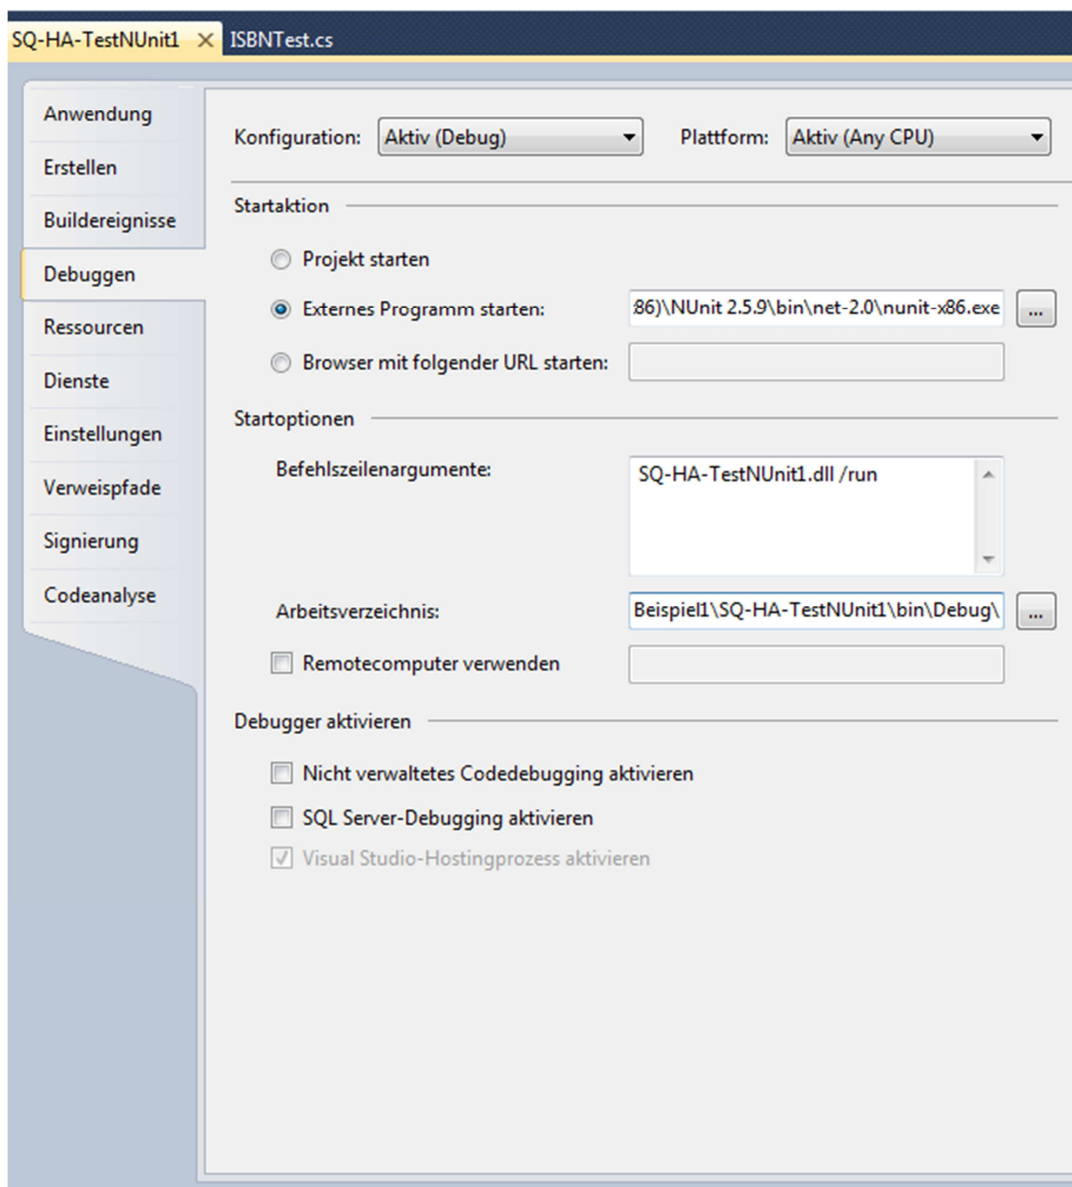 SQ-HA-TestNUnit1 ISBNTest.cs
Anwendung
Erstellen
Buildereignisse
Debuggen
Ressourcen
Dienste
Einstellungen
Verweispfade
Signierung
Codeanalyse
Konfiguration: Aktiv (Debug) Plattform: Aktiv (Any CPU)
Startaktion
Projekt starten
Externes Programm starten: 86)\NUnit 2.5.9\bin\net-2.0\nunit-x86.exe ...
Browser mit folgender URL starten:
Startoptionen
Befehlszeilenargumente: SQ-HA-TestNUnit1.dll /run
Arbeitsverzeichnis: Beispiel1\SQ-HA-TestNUnit1\bin\Debug\ ...
Remotecomputer verwenden
Debugger aktivieren
Nicht verwaltetes Codedebugging aktivieren
SQL Server-Debugging aktivieren
Visual Studio-Hostingprozess aktivieren